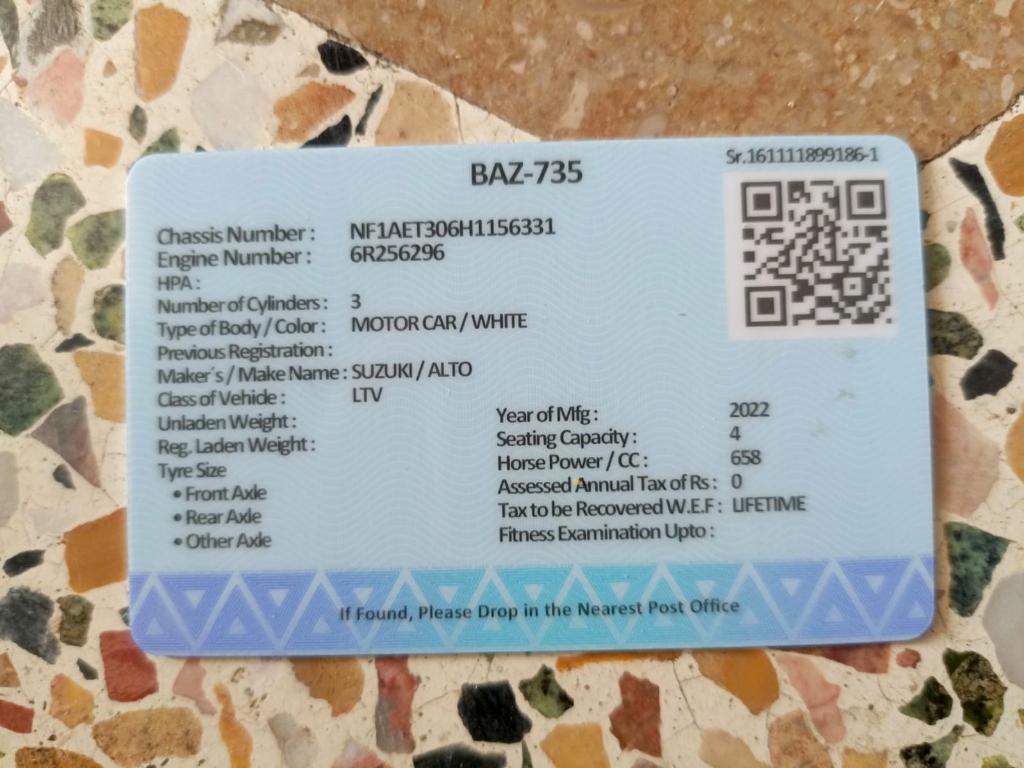 BAZ-735
Sr.161111899186-1
Chassis Number : NF1AET306H1156331
Engine Number : 6R256296
HPA :
Number of Cylinders : 3
Type of Body / Color : MOTOR CAR / WHITE
Previous Registration :
Maker´s / Make Name : SUZUKI / ALTO
Class of Vehicle : LTV
Unladen Weight :
Reg. Laden Weight :
Tyre Size
• Front Axle
• Rear Axle
• Other Axle
Year of Mfg : 2022
Seating Capacity : 4
Horse Power / CC : 658
Assessed Annual Tax of Rs : 0
Tax to be Recovered W.E.F : LIFETIME
Fitness Examination Upto :
If Found, Please Drop in the Nearest Post Office